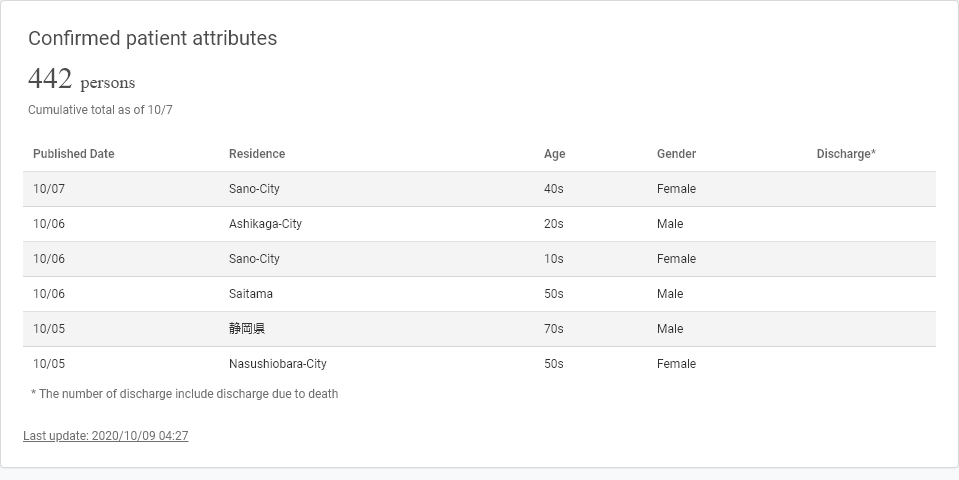 Confirmed patient attributes
442 persons
Cumulative total as of 10/7
Published Date Residence Age Gender Discharge*
10/07 Sano-City 40s Female
10/06 Ashikaga-City 20s Male
10/06 Sano-City 10s Female
10/06 Saitama 50s Male
10/05 静岡県 70s Male
10/05 Nasushiobara-City 50s Female
* The number of discharge include discharge due to death
Last update: 2020/10/09 04:27